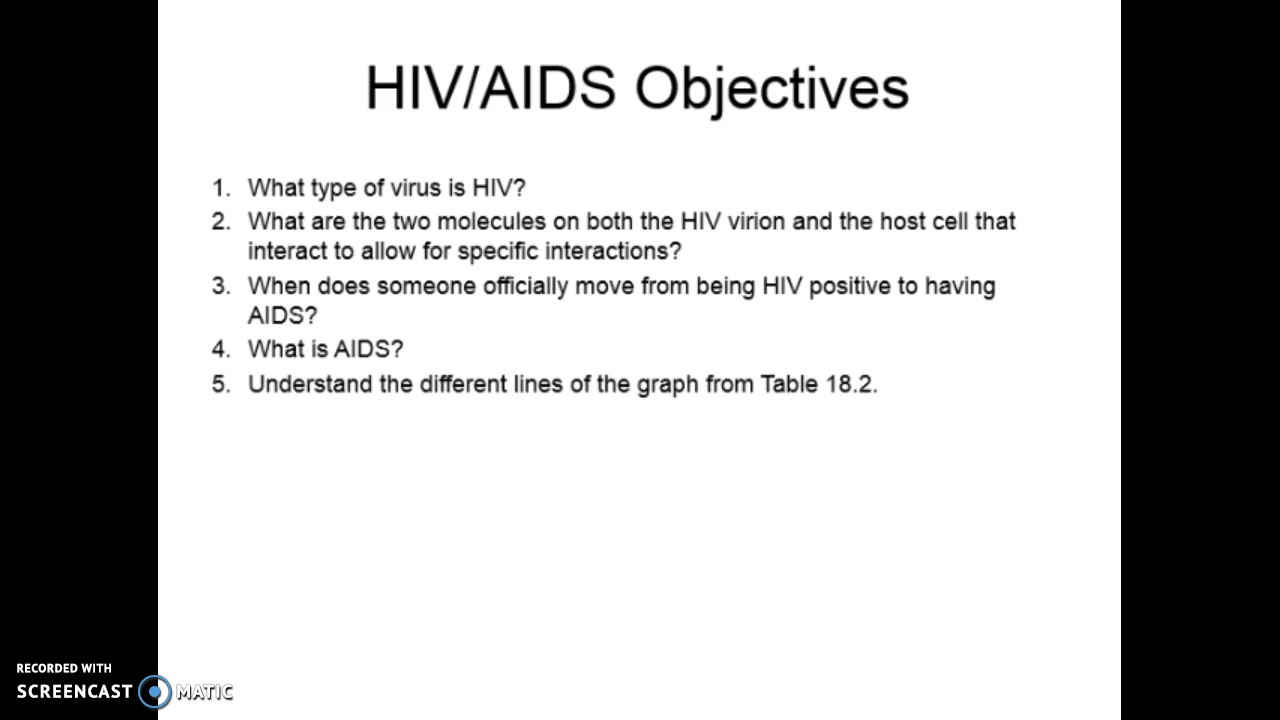 HIV/AIDS Objectives
1. What type of virus is HIV?
2. What are the two molecules on both the HIV virion and the host cell that
interact to allow for specific interactions?
3. When does someone officially move from being HIV positive to having
AIDS?
4. What is AIDS?
5. Understand the different lines of the graph from Table 18.2.
RECORDED WITH
SCREENCAST MATIC